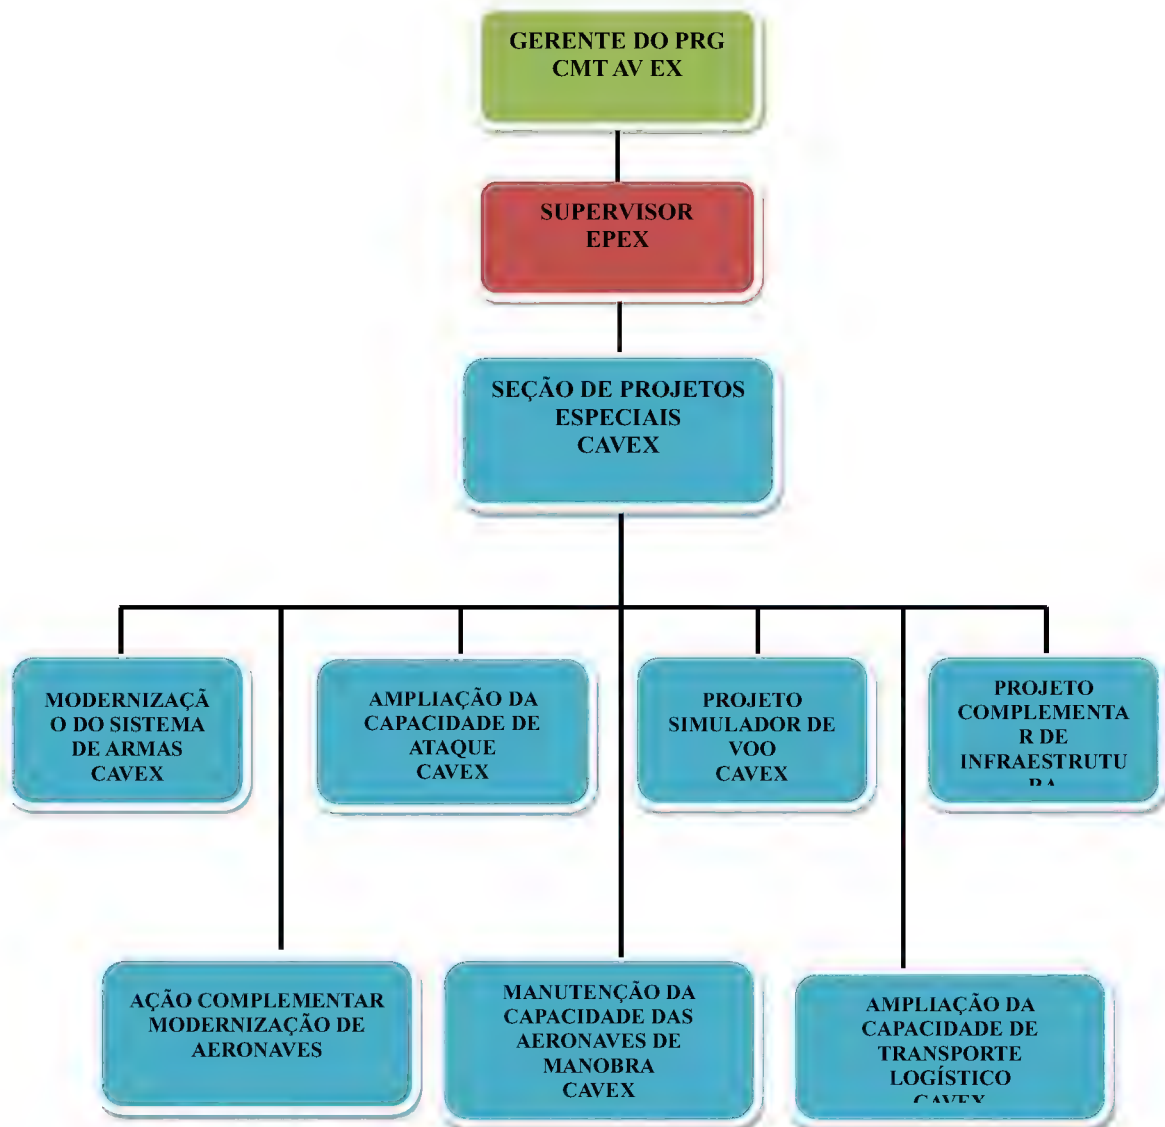 GERENTE DO PRG
CMT AV EX
SUPERVISOR
EPEX
SEÇÃO DE PROJETOS
ESPECIAIS
CAVEX
MODERNIZAÇÃ
O DO SISTEMA
DE ARMAS
CAVEX
AMPLIAÇÃO DA
CAPACIDADE DE
ATAQUE
CAVEX
PROJETO
SIMULADOR DE
VOO
CAVEX
PROJETO
COMPLEMENTA
R DE
INFRAESTRUTU
RA
AÇÃO COMPLEMENTAR
MODERNIZAÇÃO DE
AERONAVES
MANUTENÇÃO DA
CAPACIDADE DAS
AERONAVES DE
MANOBRA
CAVEX
AMPLIAÇÃO DA
CAPACIDADE DE
TRANSPORTE
LOGÍSTICO
CAVEX